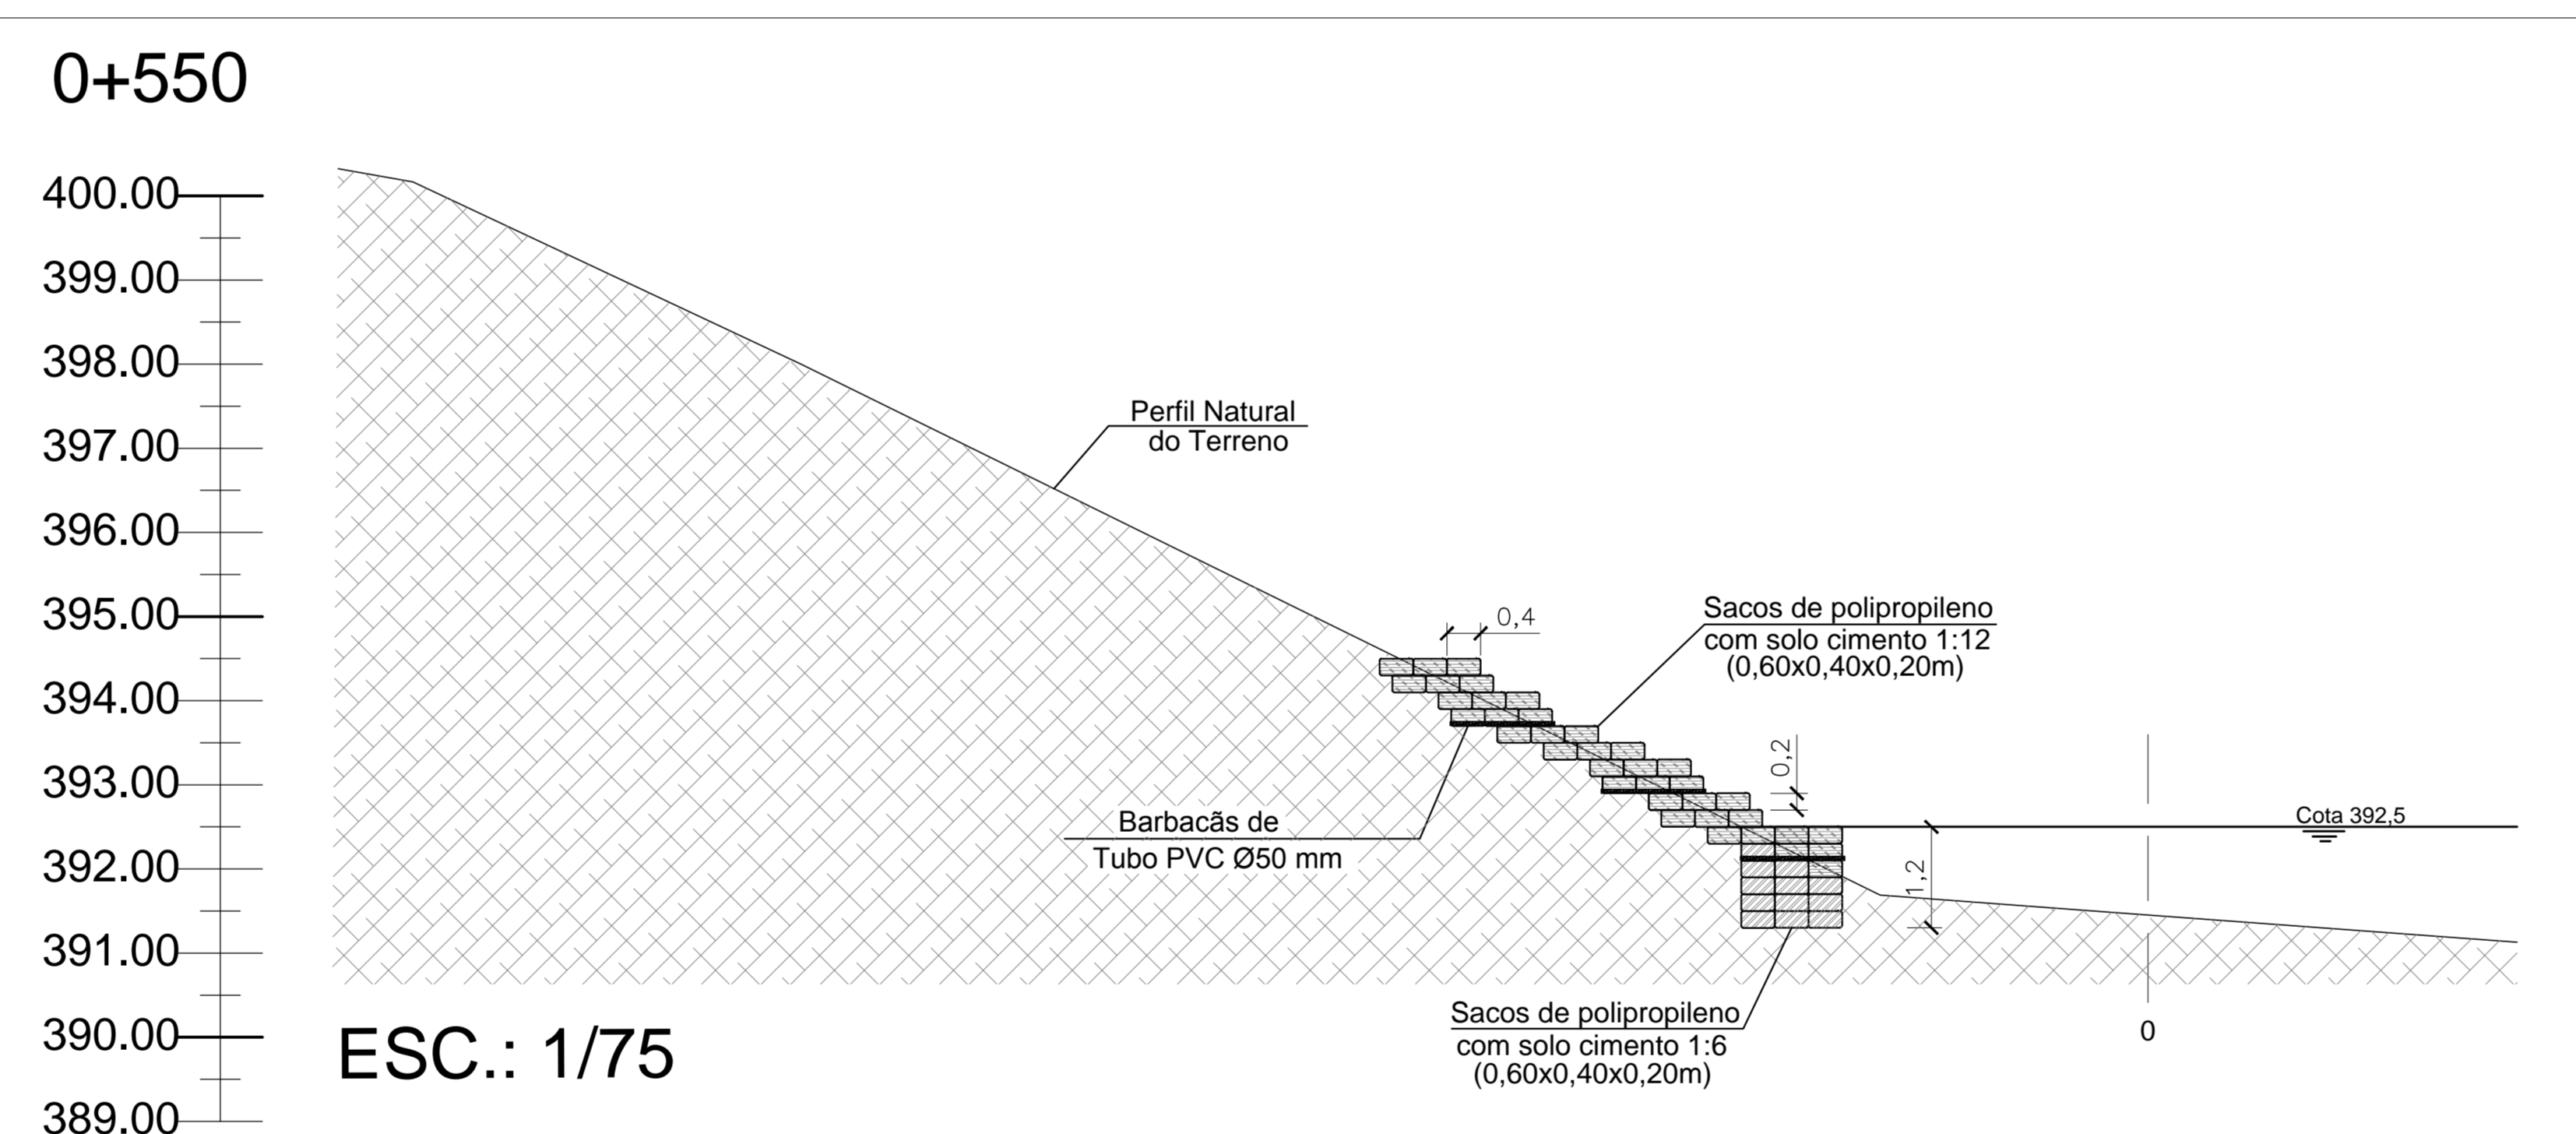 0+550
400.00
399.00
398.00
397.00
396.00
395.00
394.00
393.00
392.00
391.00
390.00
389.00
Perfil Natural
do Terreno
0,4
Sacos de polipropileno
com solo cimento 1:12
(0,60x0,40x0,20m)
0,2
Cota 392,5
Barbacãs de
Tubo PVC Ø50 mm
1,2
Sacos de polipropileno
com solo cimento 1:6
(0,60x0,40x0,20m)
0
ESC.: 1/75